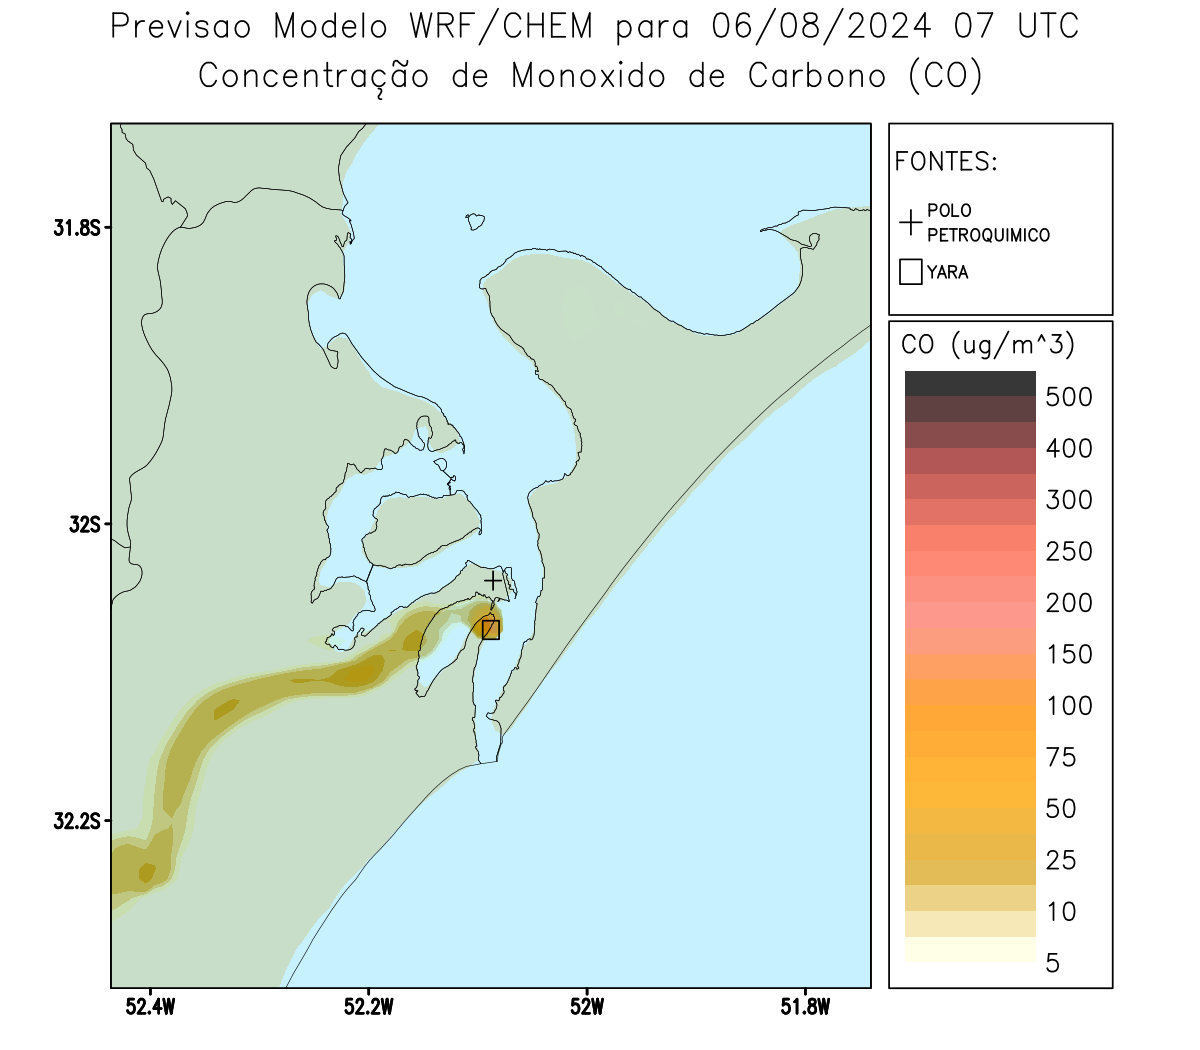 Previsao Modelo WRF/CHEM para 06/08/2024 07 UTC
Concentração de Monoxido de Carbono (CO)
FONTES:
POLO
PETROQUIMICO
YARA
CO (ug/m^3)
500
400
300
250
200
150
100
75
50
25
10
5
31.8S
32S
32.2S
52.4W
52.2W
52W
51.8W